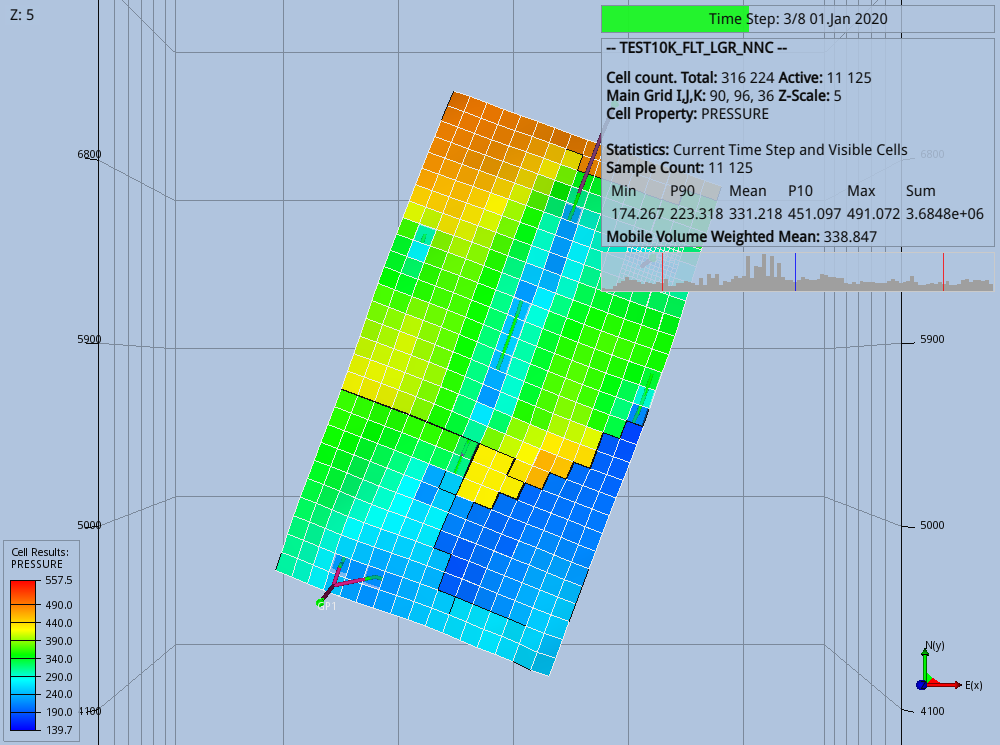 Z: 5
Time Step: 3/8 01.Jan 2020
-- TEST10K_FLT_LGR_NNC --
Cell count. Total: 316 224 Active: 11 125
Main Grid I,J,K: 90, 96, 36 Z-Scale: 5
Cell Property: PRESSURE
Statistics: Current Time Step and Visible Cells
Sample Count: 11 125
Min P90 Mean P10 Max Sum
174.267 223.318 331.218 451.097 491.072 3.6848e+06
Mobile Volume Weighted Mean: 338.847
6800 6800
5900 5900
5000 5000
4100 4100
GP1
Cell Results:
PRESSURE
557.5
490.0
440.0
390.0
340.0
290.0
240.0
190.0
139.7
N(y)
E(x)